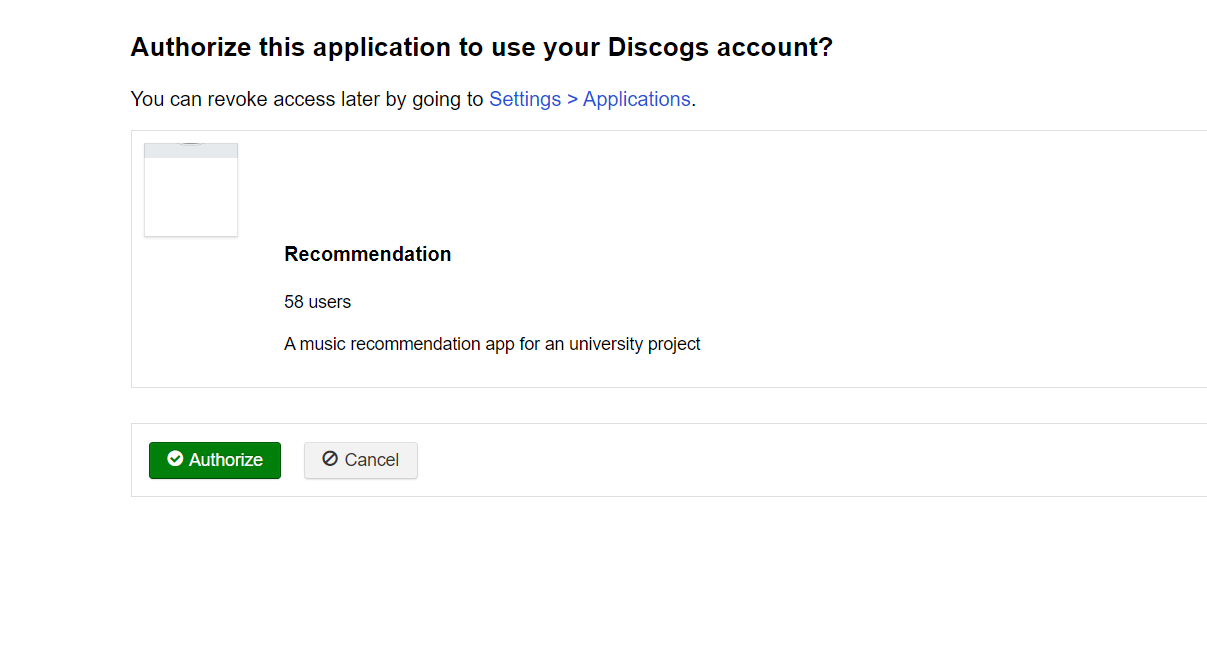 Authorize this application to use your Discogs account?
You can revoke access later by going to Settings > Applications.
Recommendation
58 users
A music recommendation app for an university project
Authorize
Cancel